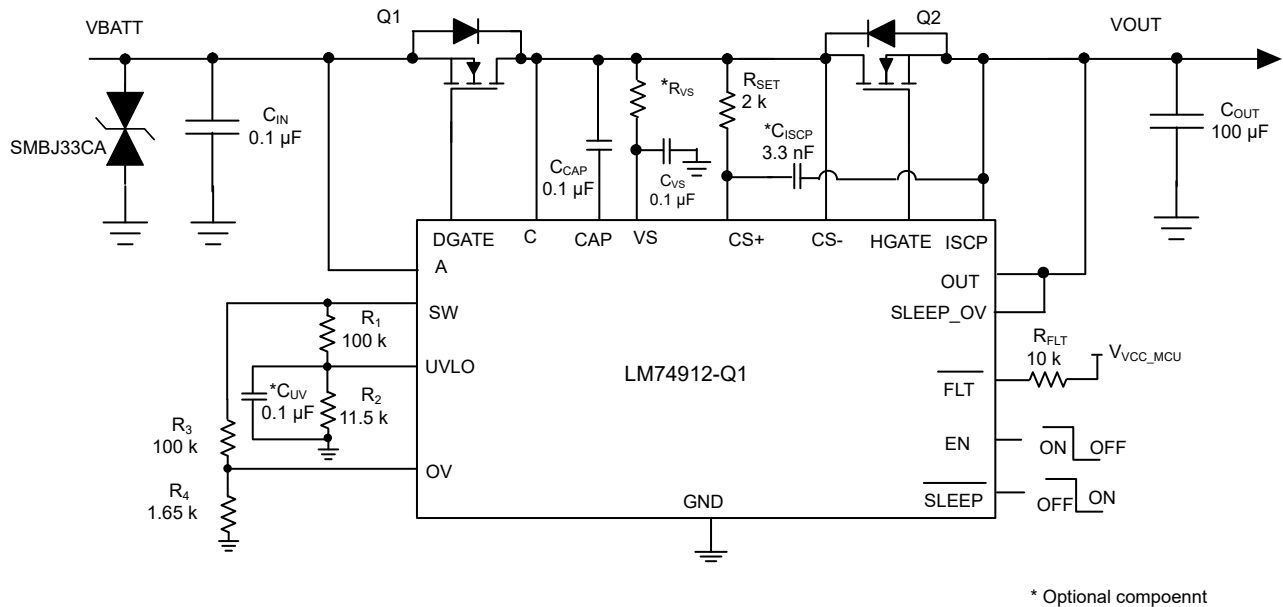 Q1
Q2
VBATT
VOUT
*RVS
RSET
2 k
CIN
0.1 µF
COUT
100 µF
*CISCP
3.3 nF
SMBJ33CA
CCAP
0.1 µF
CVS
0.1 µF
DGATE
C
CAP
VS
CS+
CS-
HGATE
ISCP
A
OUT
SW
SLEEP_OV
R1
100 k
RFLT
10 k
VVCC_MCU
UVLO
LM74912-Q1
FLT
*CUV
0.1 µF
R2
11.5 k
R3
100 k
EN
ON
OFF
OV
R4
1.65 k
GND
SLEEP
OFF
ON
* Optional compoennt